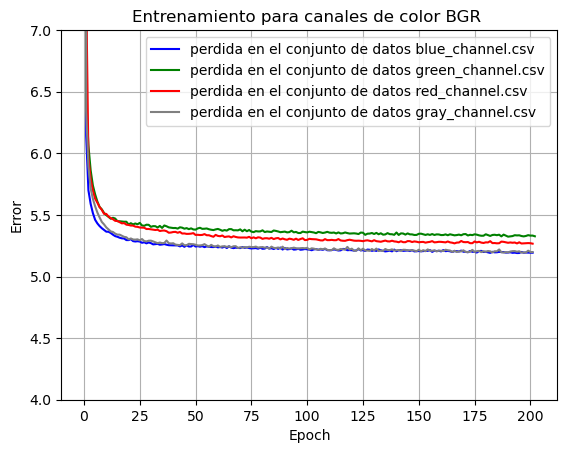 Entrenamiento para canales de color BGR
7.0
6.5
6.0
5.5
5.0
4.5
4.0
Error
perdida en el conjunto de datos blue_channel.csv
perdida en el conjunto de datos green_channel.csv
perdida en el conjunto de datos red_channel.csv
perdida en el conjunto de datos gray_channel.csv
0 25 50 75 100 125 150 175 200
Epoch